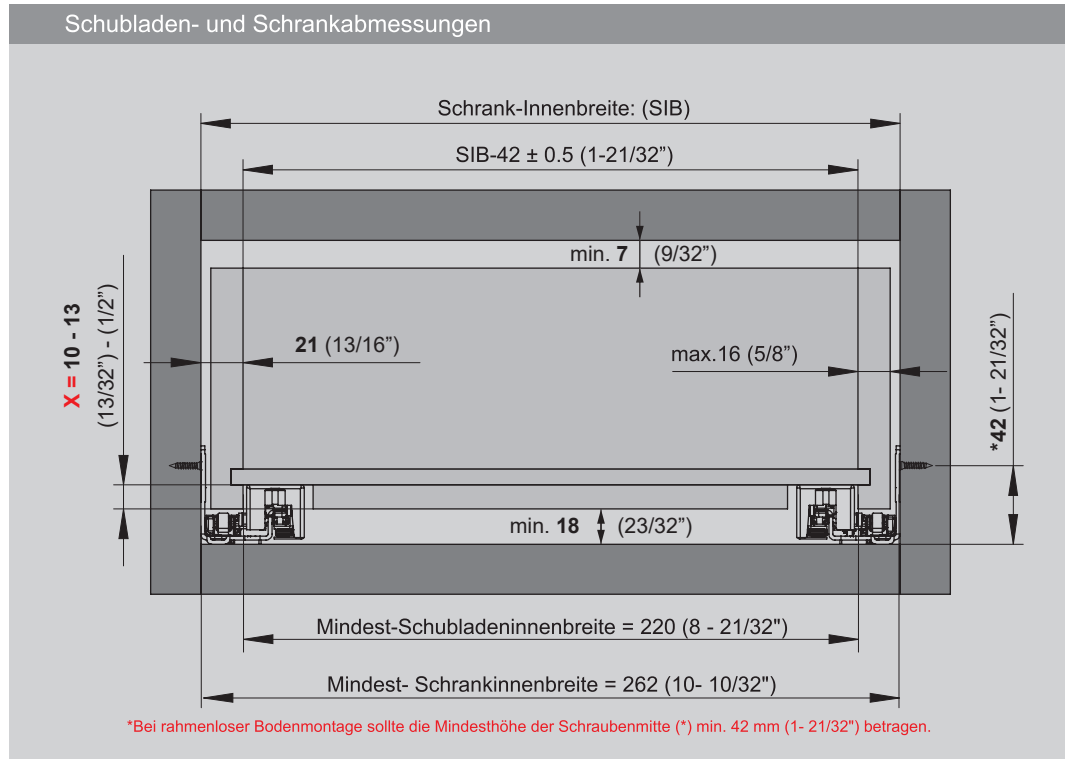 Schubladen- und Schrankabmessungen
Schrank-Innenbreite: (SIB)
SIB-42 ± 0.5 (1-21/32”)
min. 7 (9/32”)
X = 10 - 13
(13/32”) - (1/2”)
21 (13/16”)
max.16 (5/8”)
*42 (1- 21/32”)
min. 18 (23/32”)
Mindest-Schubladeninnenbreite = 220 (8 - 21/32")
Mindest- Schrankinnenbreite = 262 (10- 10/32")
*Bei rahmenloser Bodenmontage sollte die Mindesthöhe der Schraubenmitte (*) min. 42 mm (1- 21/32") betragen.